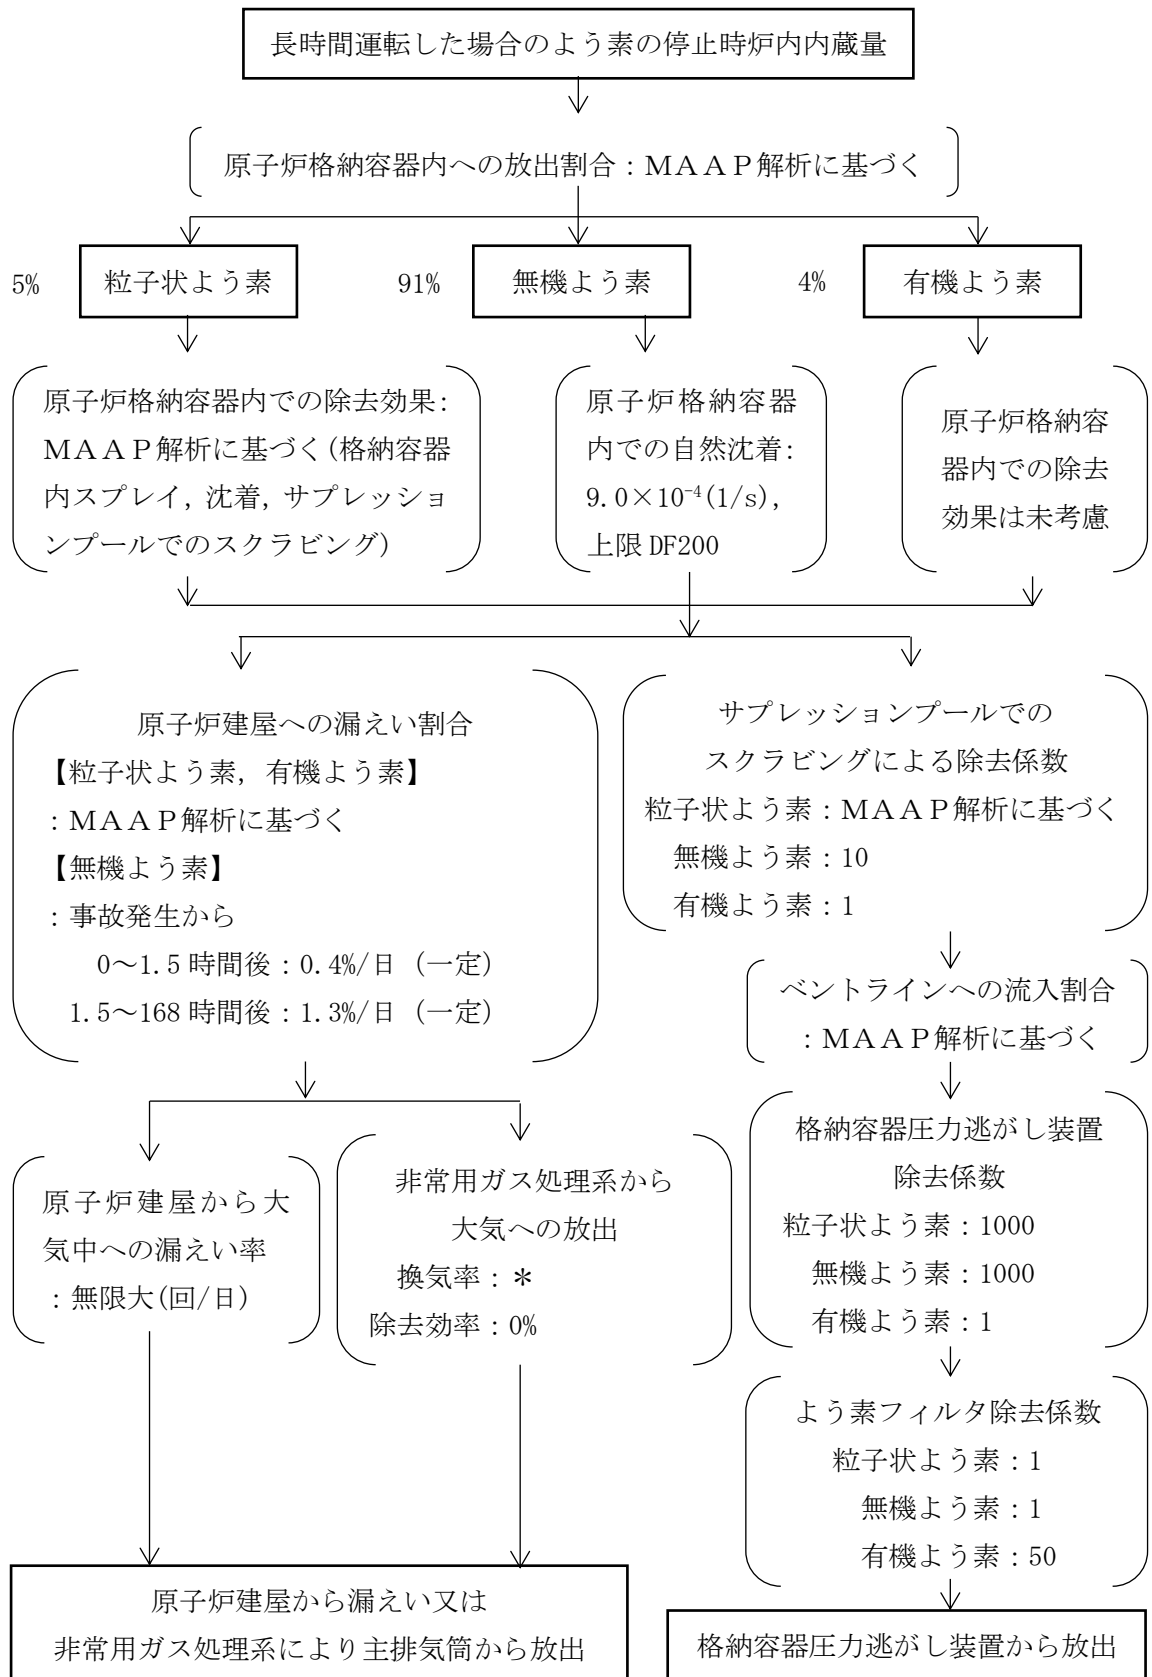 長時間運転した場合のよう素の停止時炉内内蔵量
原子炉格納容器内への放出割合：ＭＡＡＰ解析に基づく
5%
粒子状よう素
91%
無機よう素
4%
有機よう素
原子炉格納容器内での除去効果：
ＭＡＡＰ解析に基づく（格納容器
内スプレイ，沈着，サプレッショ
ンプールでのスクラビング）
原子炉格納容器
内での自然沈着：
9.0×10⁻⁴(1/s),
上限 DF200
原子炉格納容
器内での除去
効果は未考慮
原子炉建屋への漏えい割合
【粒子状よう素，有機よう素】
：ＭＡＡＰ解析に基づく
【無機よう素】
：事故発生から
0～1.5 時間後：0.4%/日（一定）
1.5～168 時間後：1.3%/日（一定）
サプレッションプールでの
スクラビングによる除去係数
粒子状よう素：ＭＡＡＰ解析に基づく
無機よう素：10
有機よう素：1
ベントラインへの流入割合
：ＭＡＡＰ解析に基づく
原子炉建屋から大
気中への漏えい率
：無限大(回/日)
非常用ガス処理系から
大気への放出
換気率：＊
除去効率：0%
格納容器圧力逃がし装置
除去係数
粒子状よう素：1000
無機よう素：1000
有機よう素：1
よう素フィルタ除去係数
粒子状よう素：1
無機よう素：1
有機よう素：50
原子炉建屋から漏えい又は
非常用ガス処理系により主排気筒から放出
格納容器圧力逃がし装置から放出